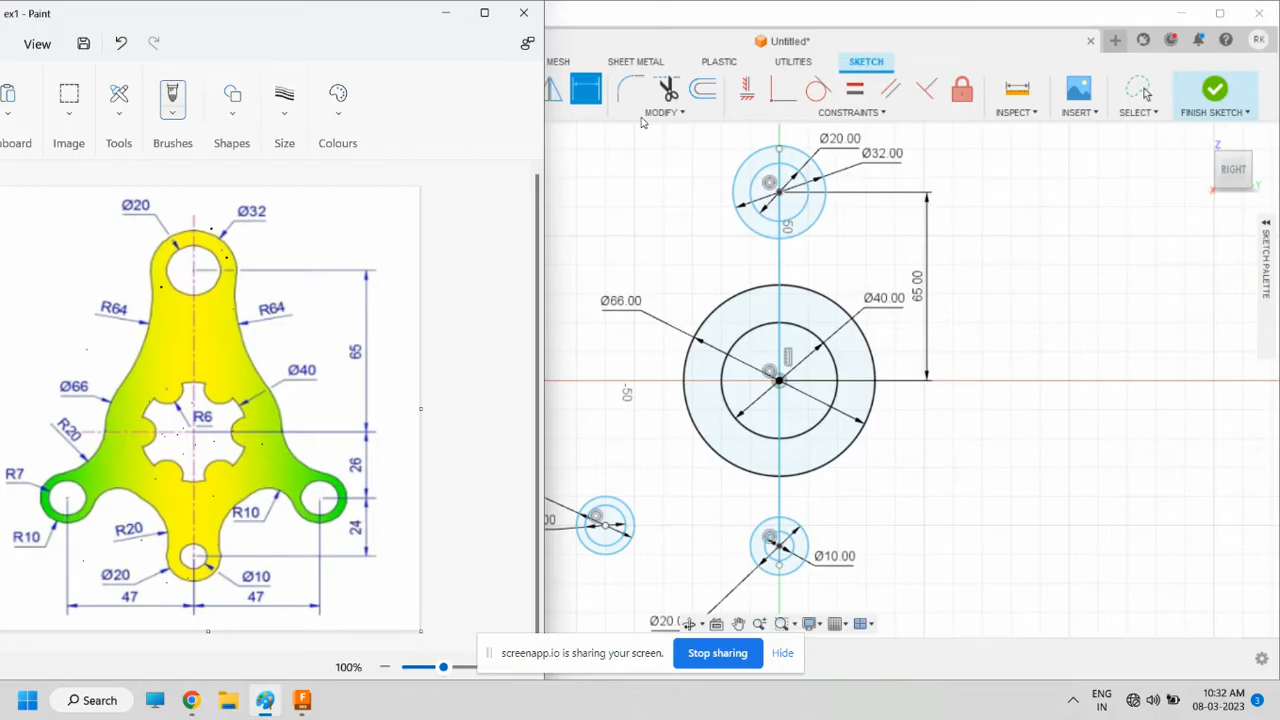 ex1 - Paint
View
board
Image
Tools
Brushes
Shapes
Size
Colours
Ø20
Ø32
R64
R64
65
Ø66
Ø40
R6
R20
R7
26
R10
R10
R20
24
Ø20
Ø10
47
47
100%
Untitled*
RK
MESH
SHEET METAL
PLASTIC
UTILITIES
SKETCH
MODIFY
CONSTRAINTS
INSPECT
INSERT
SELECT
FINISH SKETCH
Z
RIGHT
X
Y
SKETCH PALETTE
Ø20.00
Ø32.00
50
65.00
Ø66.00
Ø40.00
-50
Ø10.00
screenapp.io is sharing your screen.
Stop sharing
Hide
Search
ENG
IN
10:32 AM
08-03-2023
3